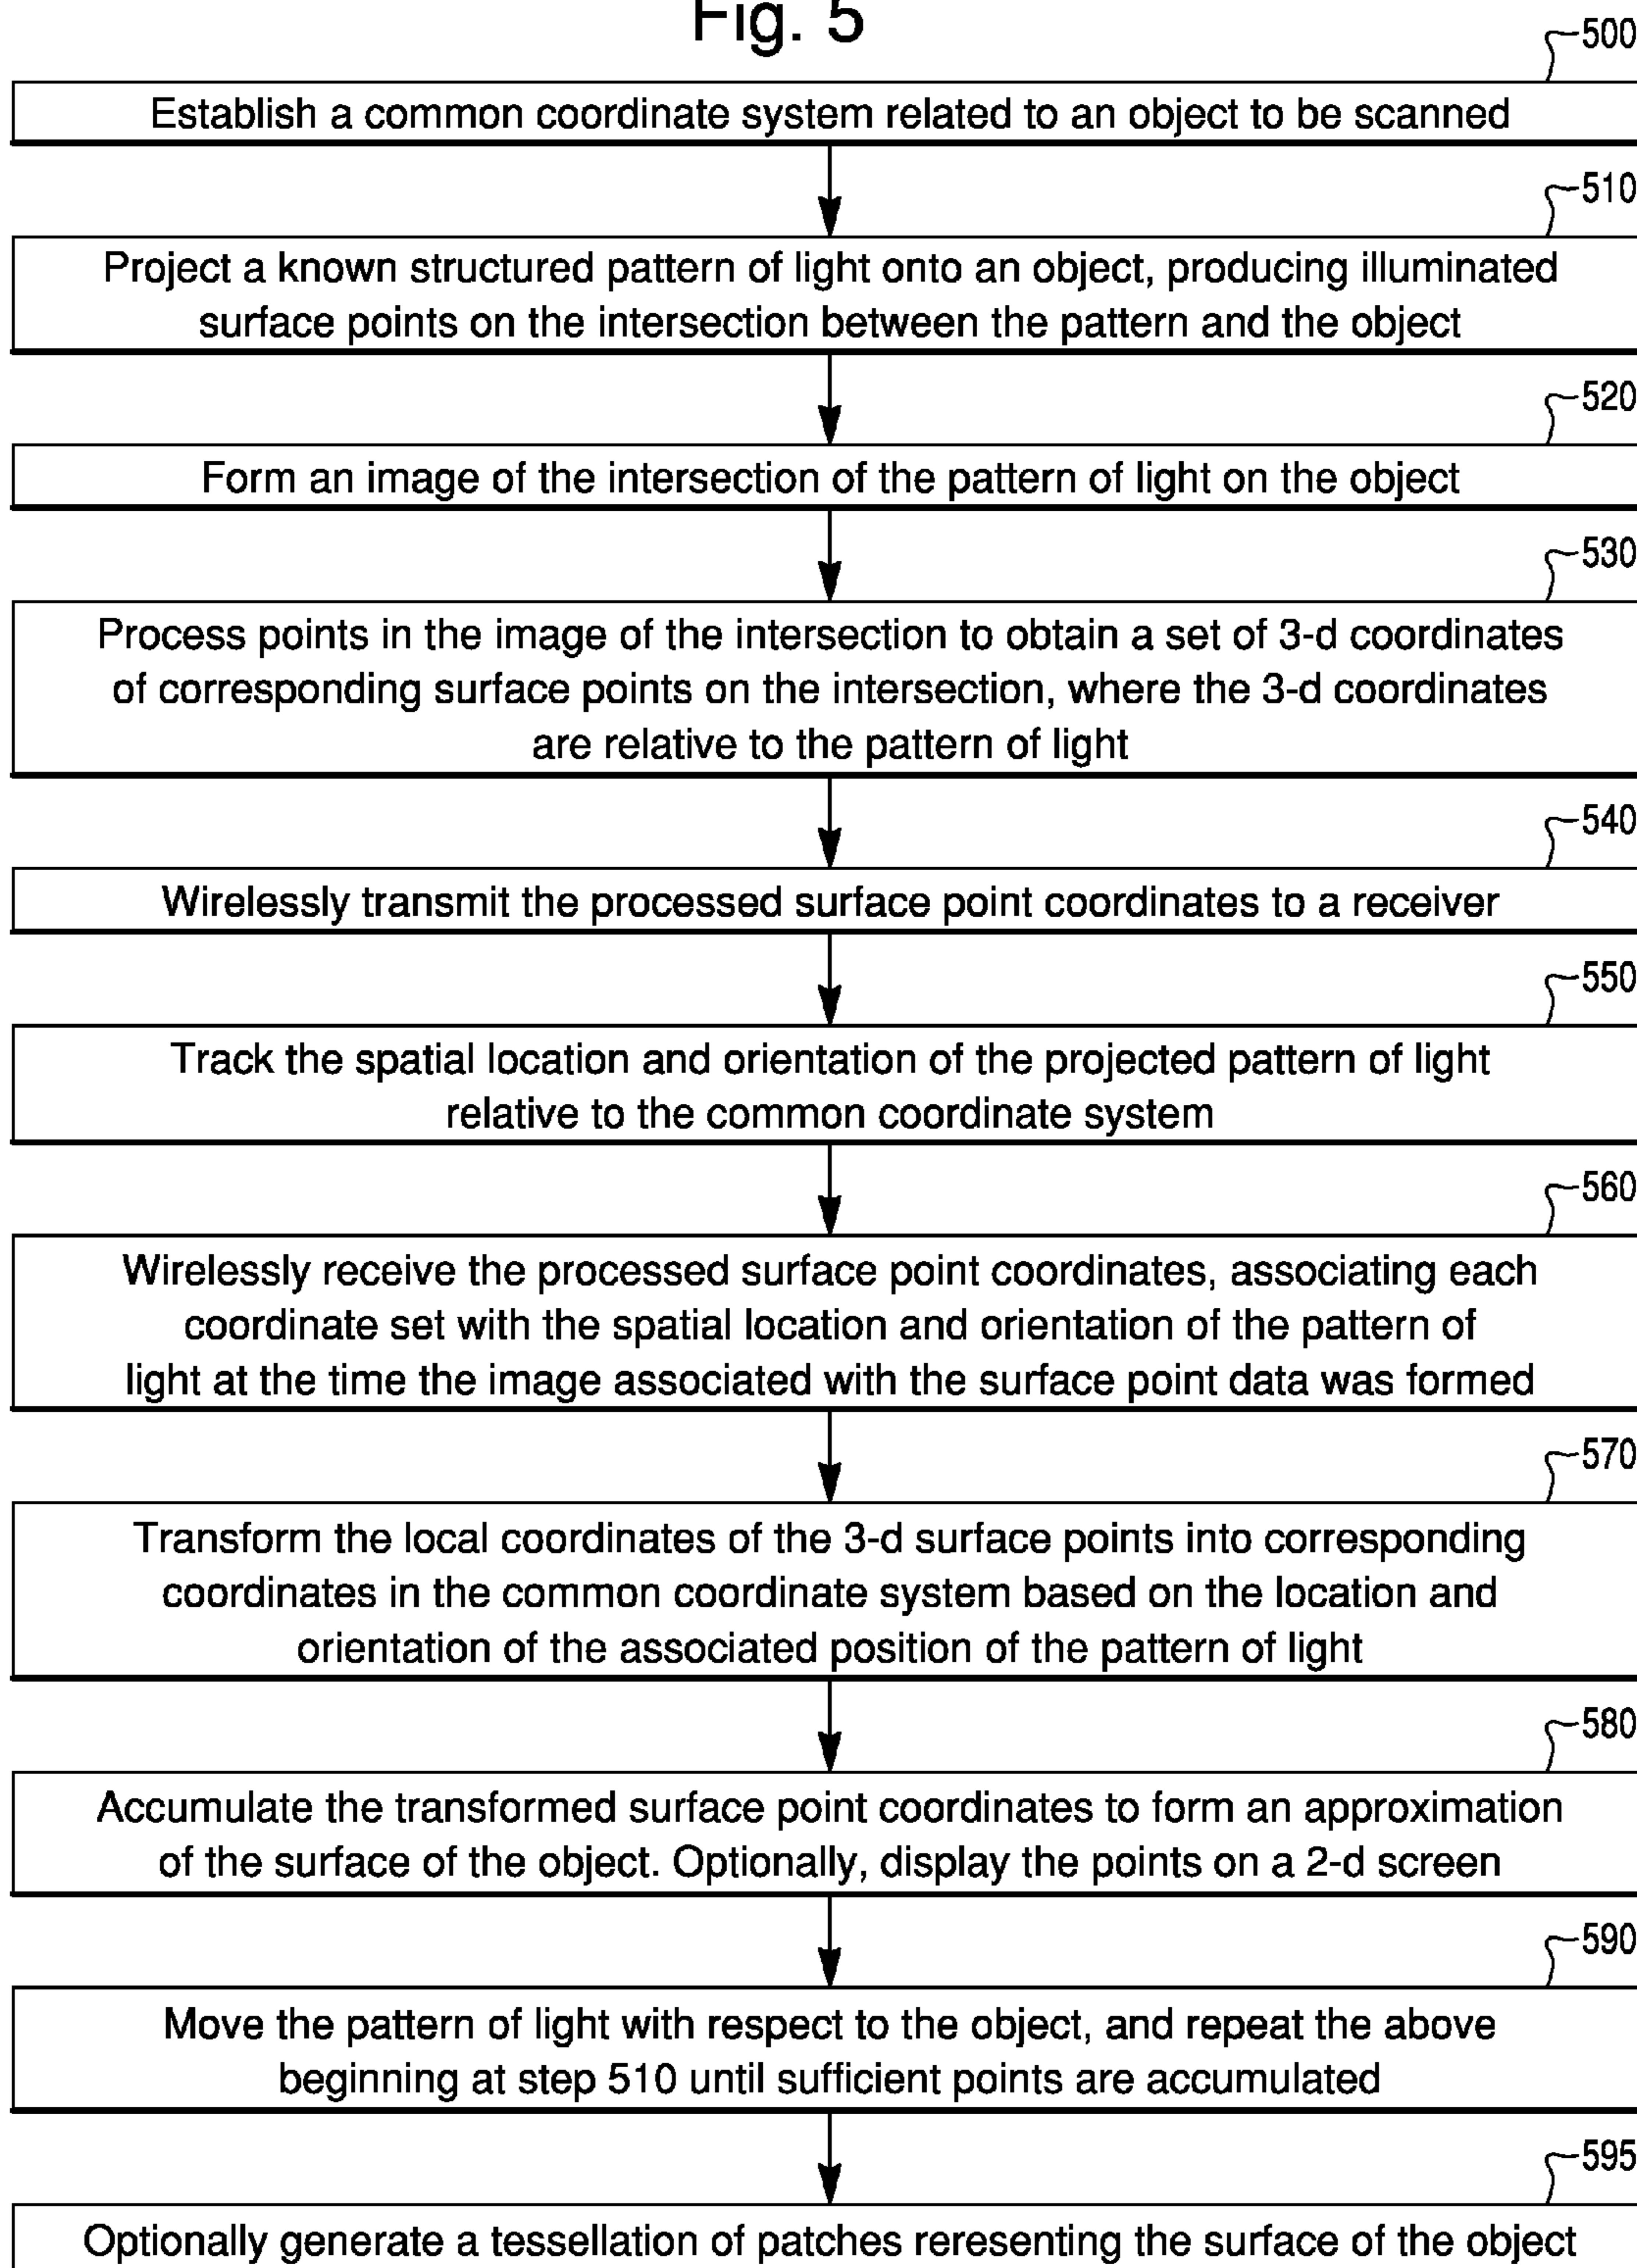 Fig. 5
500
Establish a common coordinate system related to an object to be scanned
510
Project a known structured pattern of light onto an object, producing illuminated
surface points on the intersection between the pattern and the object
520
Form an image of the intersection of the pattern of light on the object
530
Process points in the image of the intersection to obtain a set of 3-d coordinates
of corresponding surface points on the intersection, where the 3-d coordinates
are relative to the pattern of light
540
Wirelessly transmit the processed surface point coordinates to a receiver
550
Track the spatial location and orientation of the projected pattern of light
relative to the common coordinate system
560
Wirelessly receive the processed surface point coordinates, associating each
coordinate set with the spatial location and orientation of the pattern of
light at the time the image associated with the surface point data was formed
570
Transform the local coordinates of the 3-d surface points into corresponding
coordinates in the common coordinate system based on the location and
orientation of the associated position of the pattern of light
580
Accumulate the transformed surface point coordinates to form an approximation
of the surface of the object. Optionally, display the points on a 2-d screen
590
Move the pattern of light with respect to the object, and repeat the above
beginning at step 510 until sufficient points are accumulated
595
Optionally generate a tessellation of patches reresenting the surface of the object